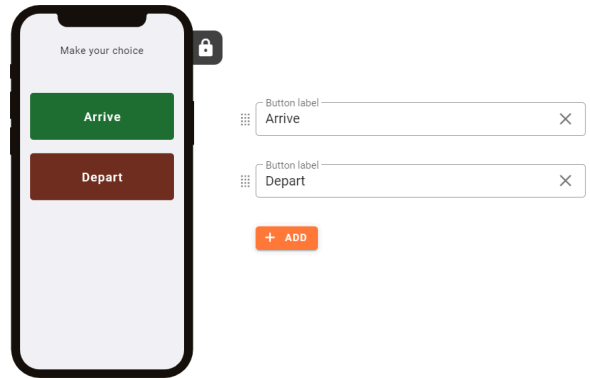 Make your choice
Arrive
Depart
Button label
Arrive
Button label
Depart
ADD